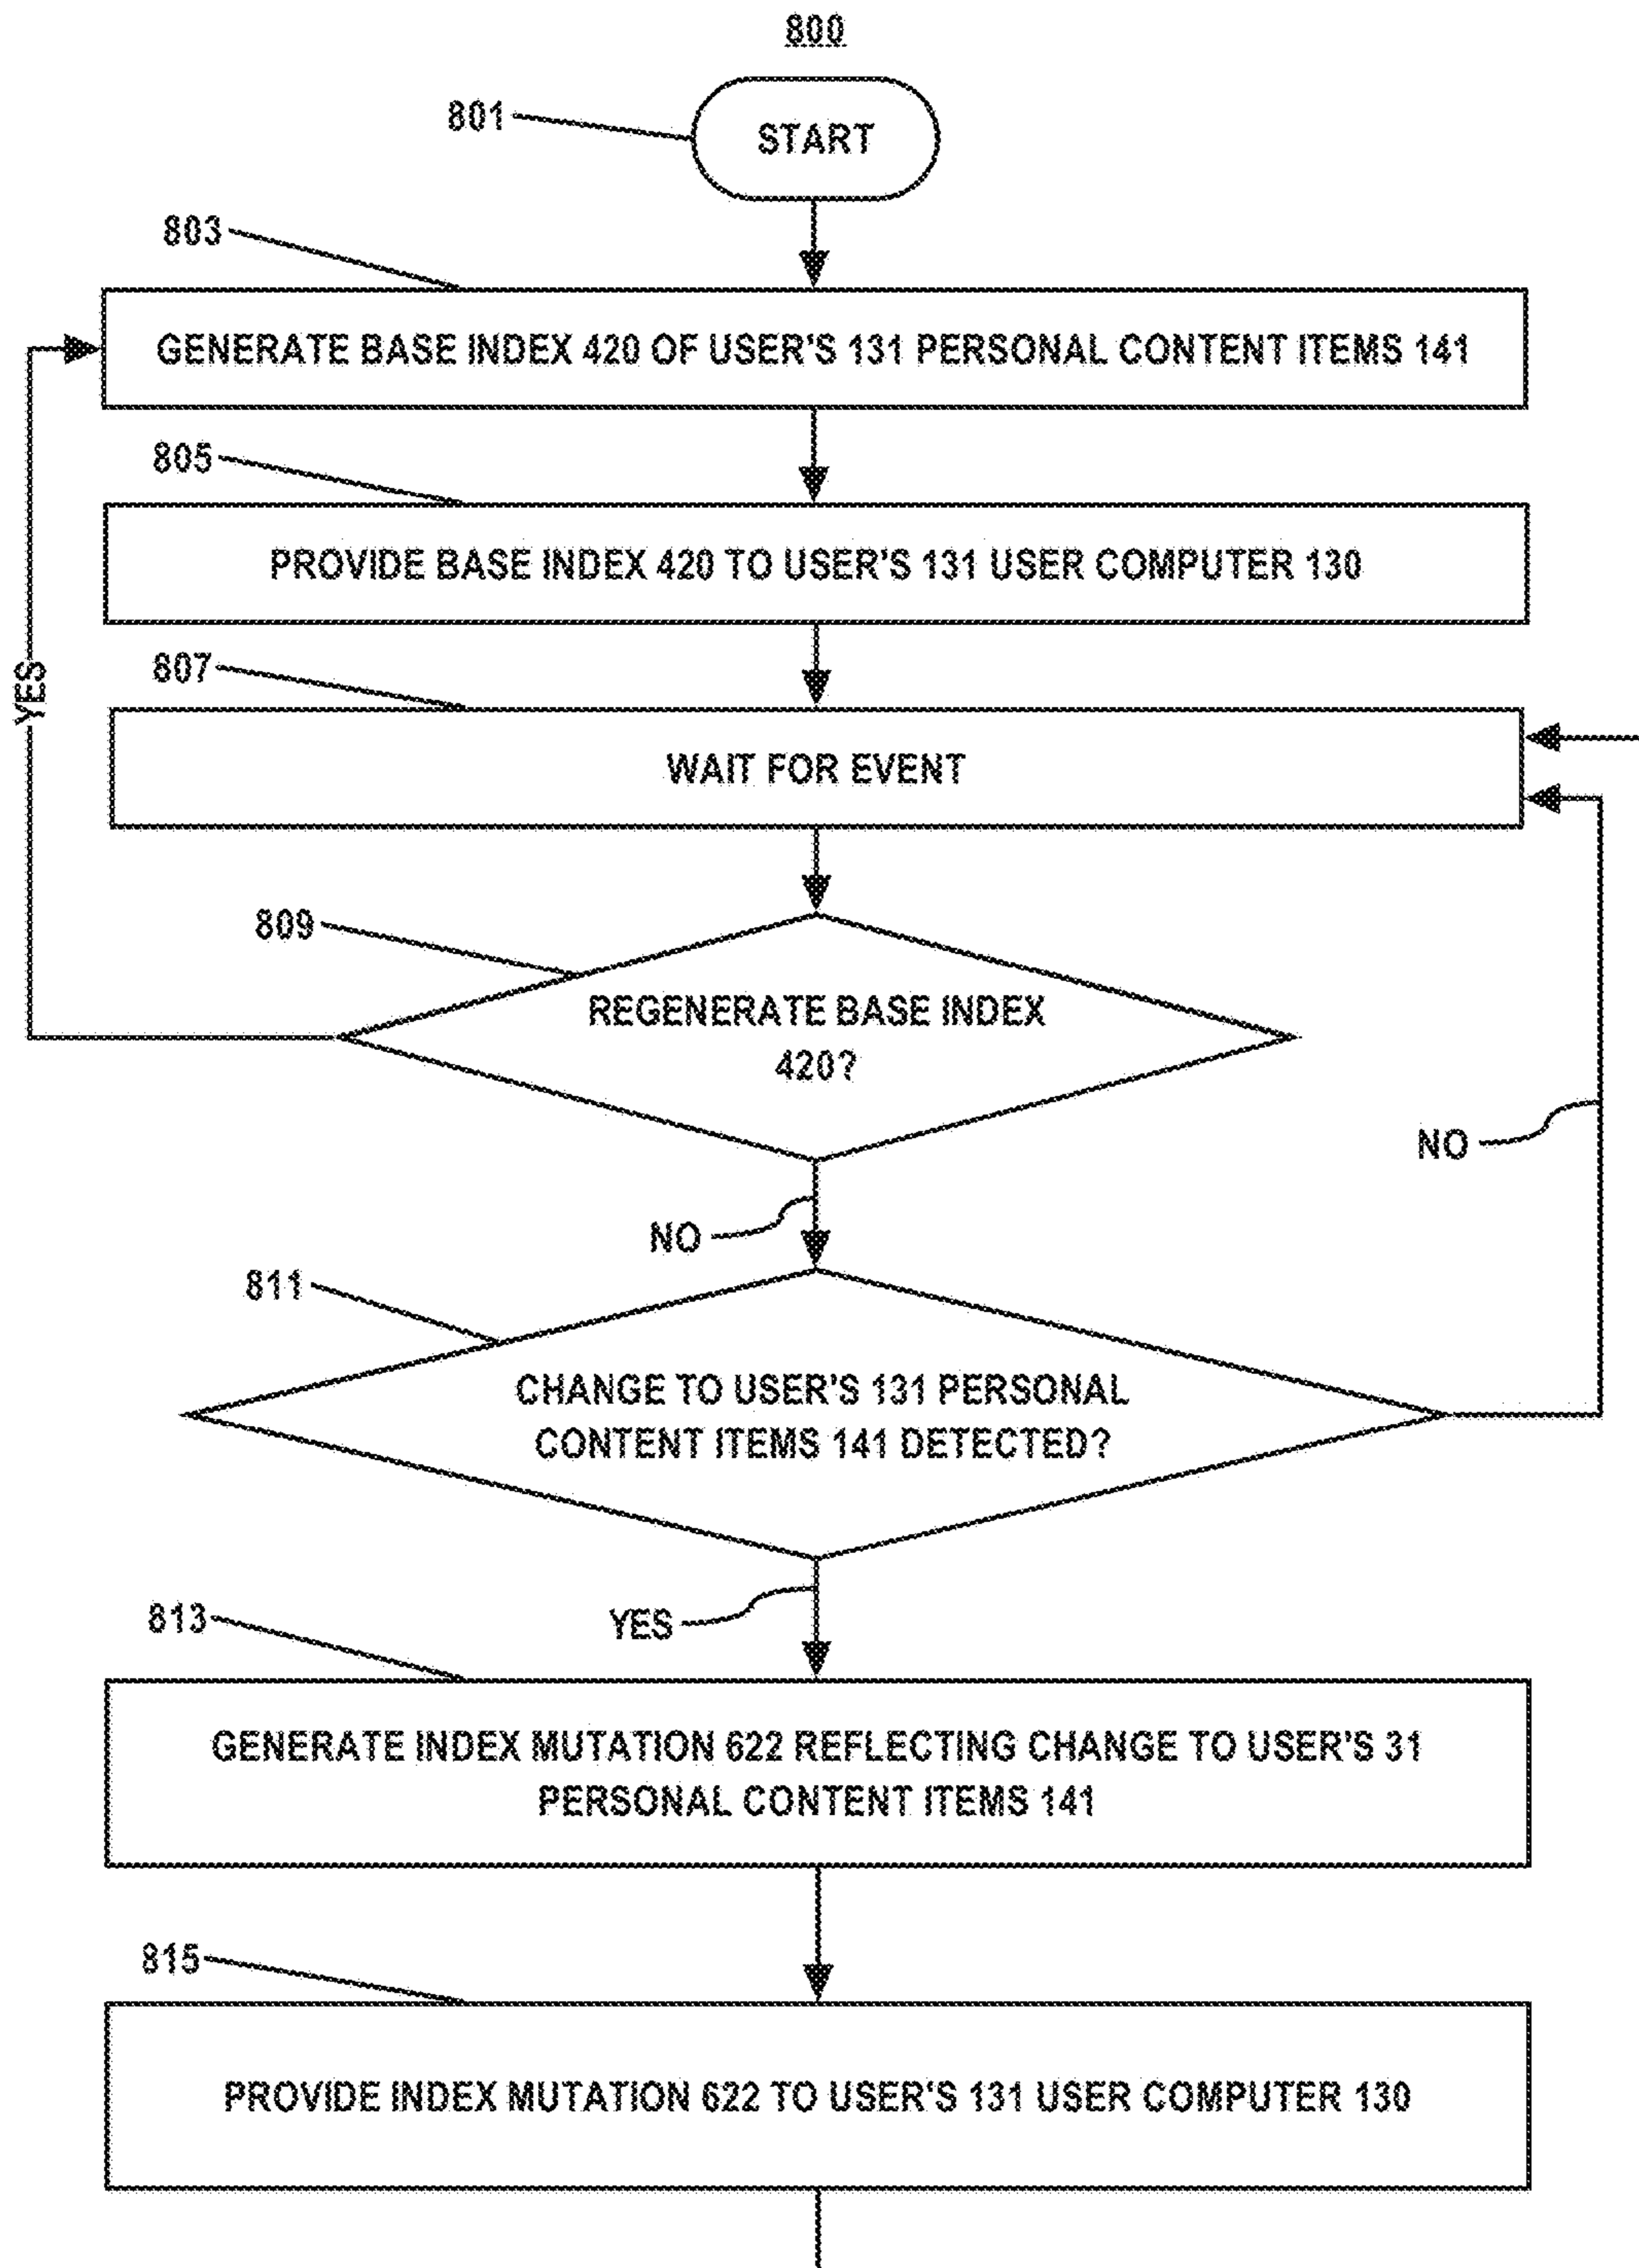 800
801
START
803
GENERATE BASE INDEX 420 OF USER'S 131 PERSONAL CONTENT ITEMS 141
805
PROVIDE BASE INDEX 420 TO USER'S 131 USER COMPUTER 130
YES
807
WAIT FOR EVENT
809
REGENERATE BASE INDEX
420?
NO
NO
811
CHANGE TO USER'S 131 PERSONAL
CONTENT ITEMS 141 DETECTED?
813
YES
GENERATE INDEX MUTATION 622 REFLECTING CHANGE TO USER'S 31
PERSONAL CONTENT ITEMS 141
815
PROVIDE INDEX MUTATION 622 TO USER'S 131 USER COMPUTER 130